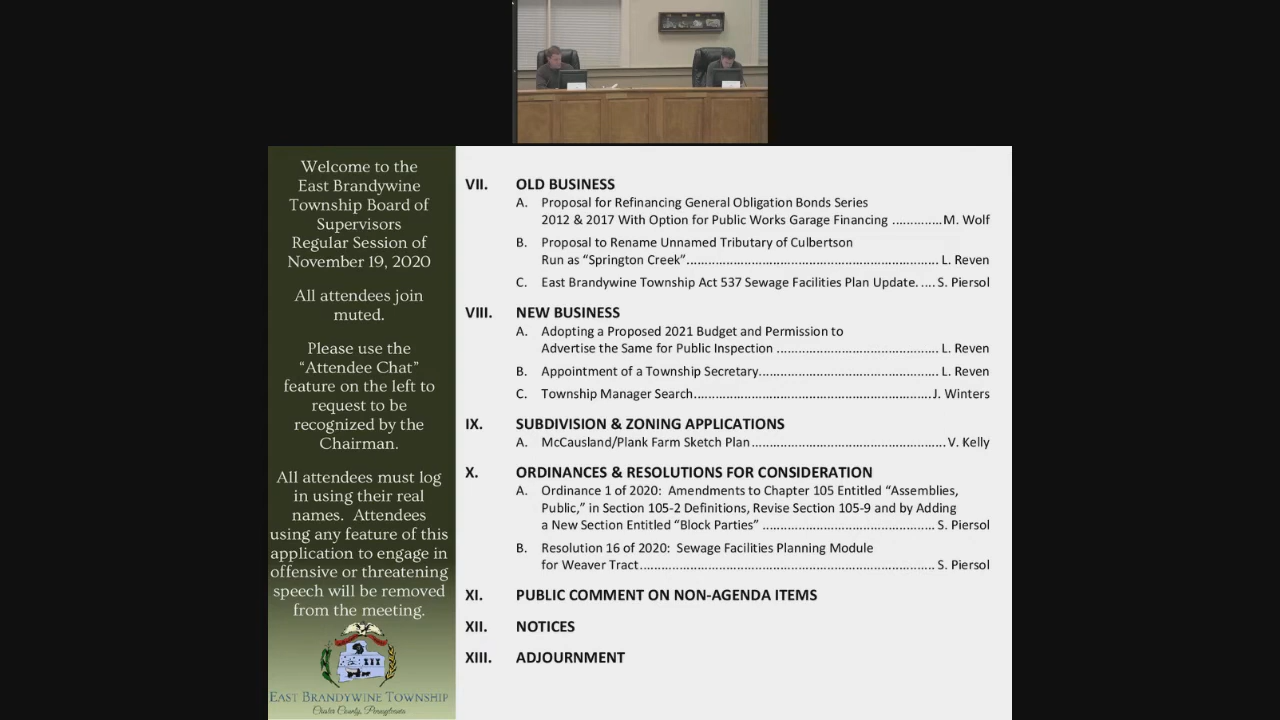 Welcome to the
East Brandywine
Township Board of
Supervisors
Regular Session of
November 19, 2020
All attendees join
muted.
Please use the
“Attendee Chat”
feature on the left to
request to be
recognized by the
Chairman.
All attendees must log
in using their real
names. Attendees
using any feature of this
application to engage in
offensive or threatening
speech will be removed
from the meeting.
EAST BRANDYWINE TOWNSHIP
Chester County, Pennsylvania
VII. OLD BUSINESS
A. Proposal for Refinancing General Obligation Bonds Series
2012 & 2017 With Option for Public Works Garage Financing .............M. Wolf
B. Proposal to Rename Unnamed Tributary of Culbertson
Run as “Springton Creek”................................................................ L. Reven
C. East Brandywine Township Act 537 Sewage Facilities Plan Update. .... S. Piersol
VIII. NEW BUSINESS
A. Adopting a Proposed 2021 Budget and Permission to
Advertise the Same for Public Inspection ......................................... L. Reven
B. Appointment of a Township Secretary............................................. L. Reven
C. Township Manager Search.............................................................. J. Winters
IX. SUBDIVISION & ZONING APPLICATIONS
A. McCausland/Plank Farm Sketch Plan................................................. V. Kelly
X. ORDINANCES & RESOLUTIONS FOR CONSIDERATION
A. Ordinance 1 of 2020: Amendments to Chapter 105 Entitled “Assemblies,
Public,” in Section 105-2 Definitions, Revise Section 105-9 and by Adding
a New Section Entitled “Block Parties” ............................................ S. Piersol
B. Resolution 16 of 2020: Sewage Facilities Planning Module
for Weaver Tract........................................................................... S. Piersol
XI. PUBLIC COMMENT ON NON-AGENDA ITEMS
XII. NOTICES
XIII. ADJOURNMENT